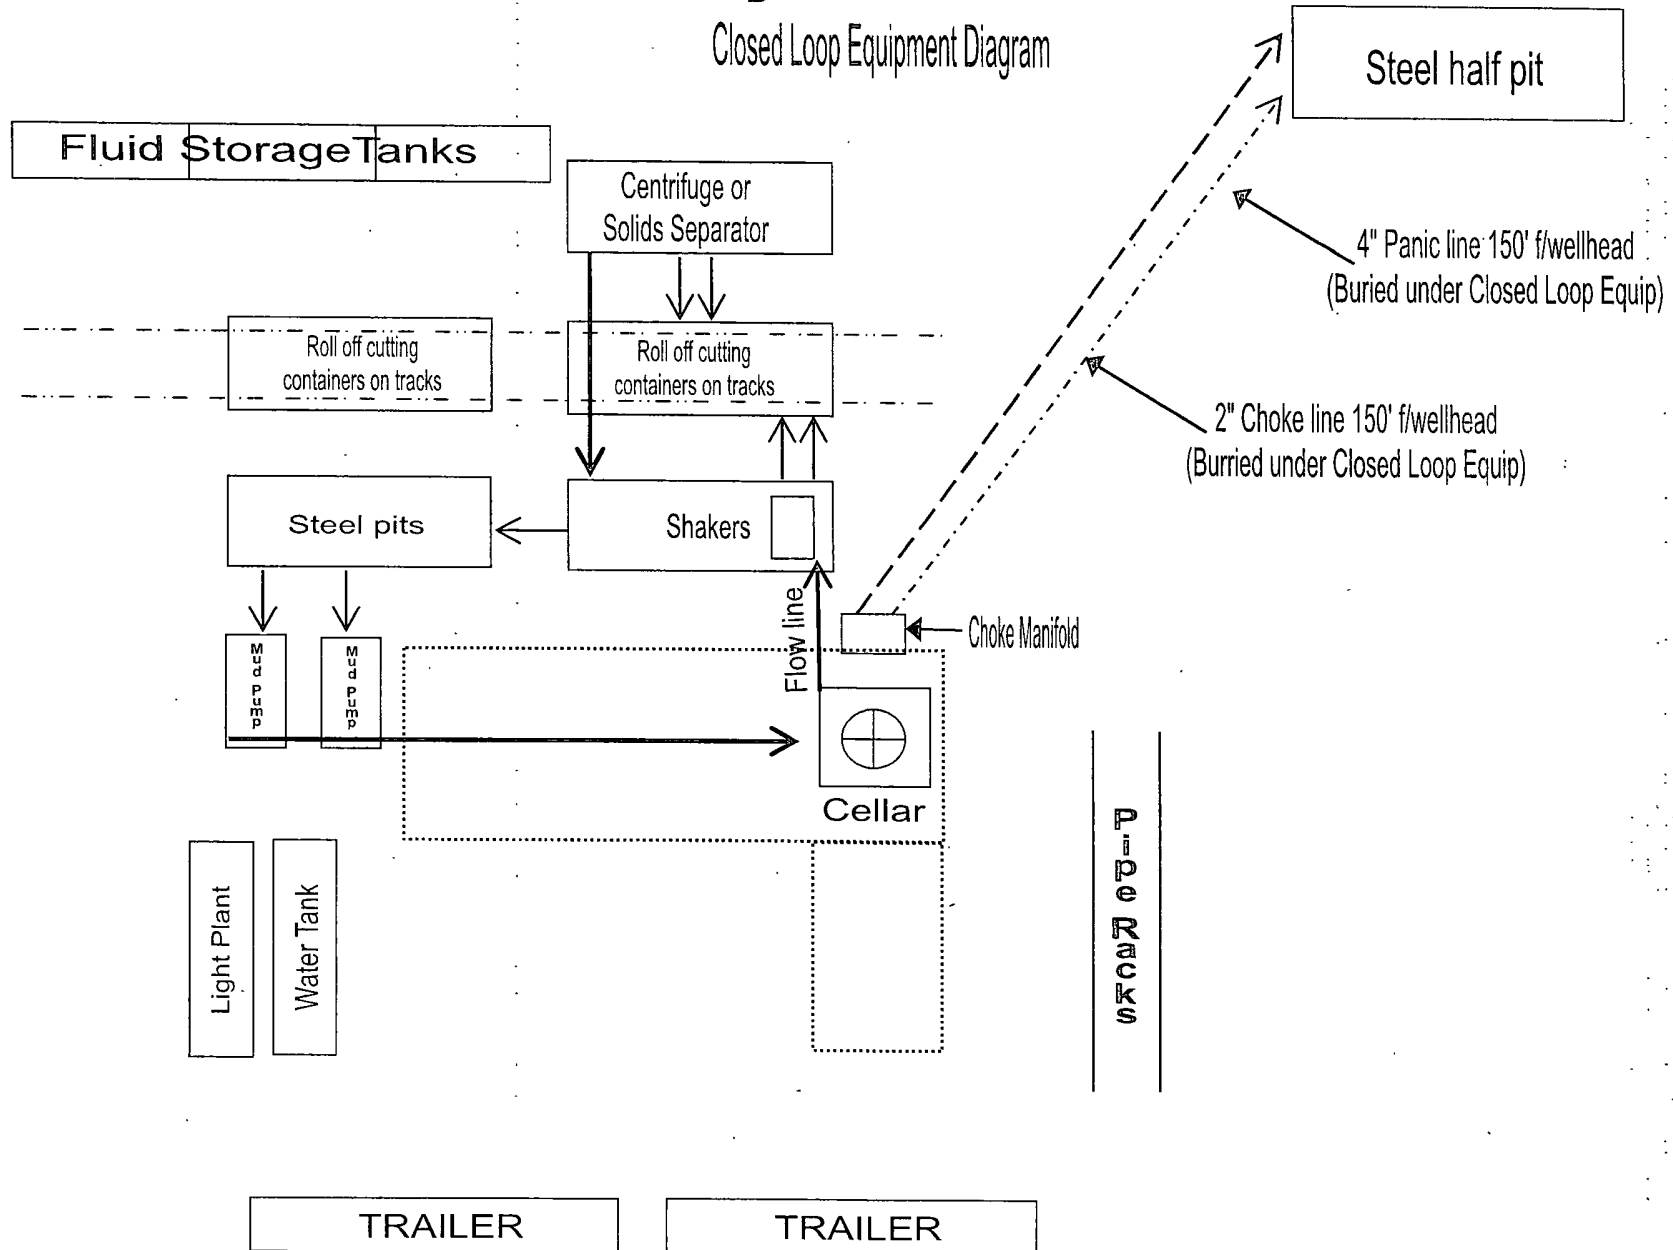 Closed Loop Equipment Diagram
Steel half pit
Fluid StorageTanks
Centrifuge or
Solids Separator
4" Panic line 150' f/wellhead
(Buried under Closed Loop Equip)
Roll off cutting
containers on tracks
Roll off cutting
containers on tracks
2" Choke line 150' f/wellhead
(Burried under Closed Loop Equip)
Steel pits
Shakers
Flow line
Choke Manifold
Mud Pump
Mud Pump
Cellar
Pipe Racks
Light Plant
Water Tank
TRAILER
TRAILER